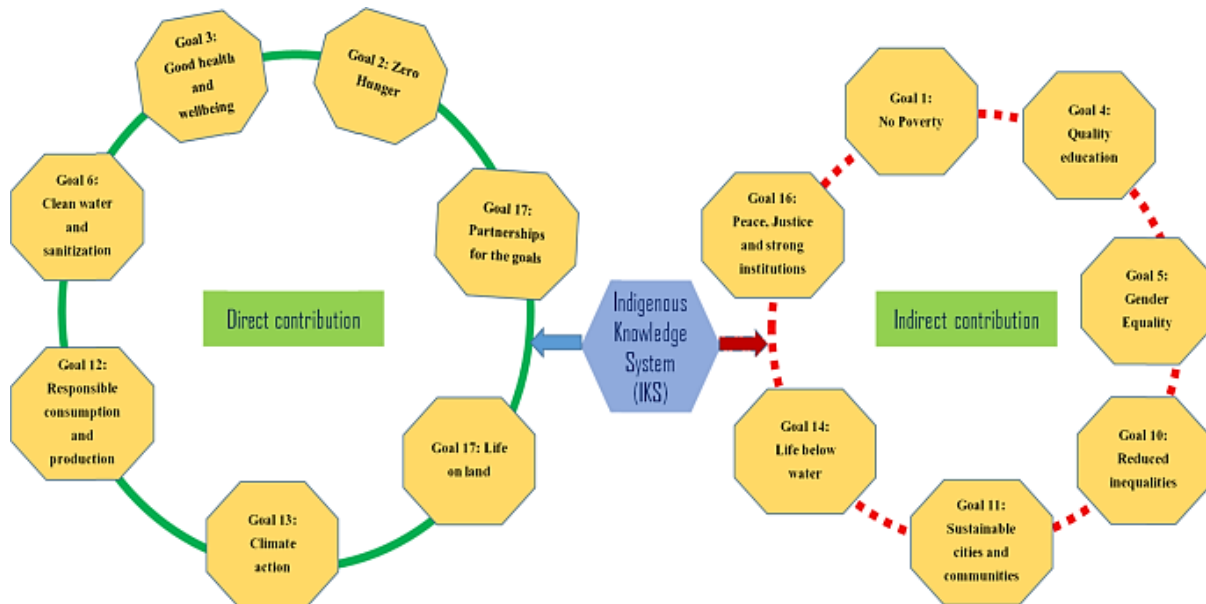 Goal 3:
Good health
and
wellbeing
Goal 2: Zero
Hunger
Goal 6:
Clean water
and
sanitization
Goal 17:
Partnerships
for the goals
Direct contribution
Goal 12:
Responsible
consumption
and
production
Goal 17: Life
on land
Goal 13:
Climate
action
Indigenous
Knowledge
System
(IKS)
Goal 1:
No Poverty
Goal 4:
Quality
education
Goal 16:
Peace, Justice
and strong
institutions
Goal 5:
Gender
Equality
Indirect contribution
Goal 14:
Life below
water
Goal 10:
Reduced
inequalities
Goal 11:
Sustainable
cities and
communities